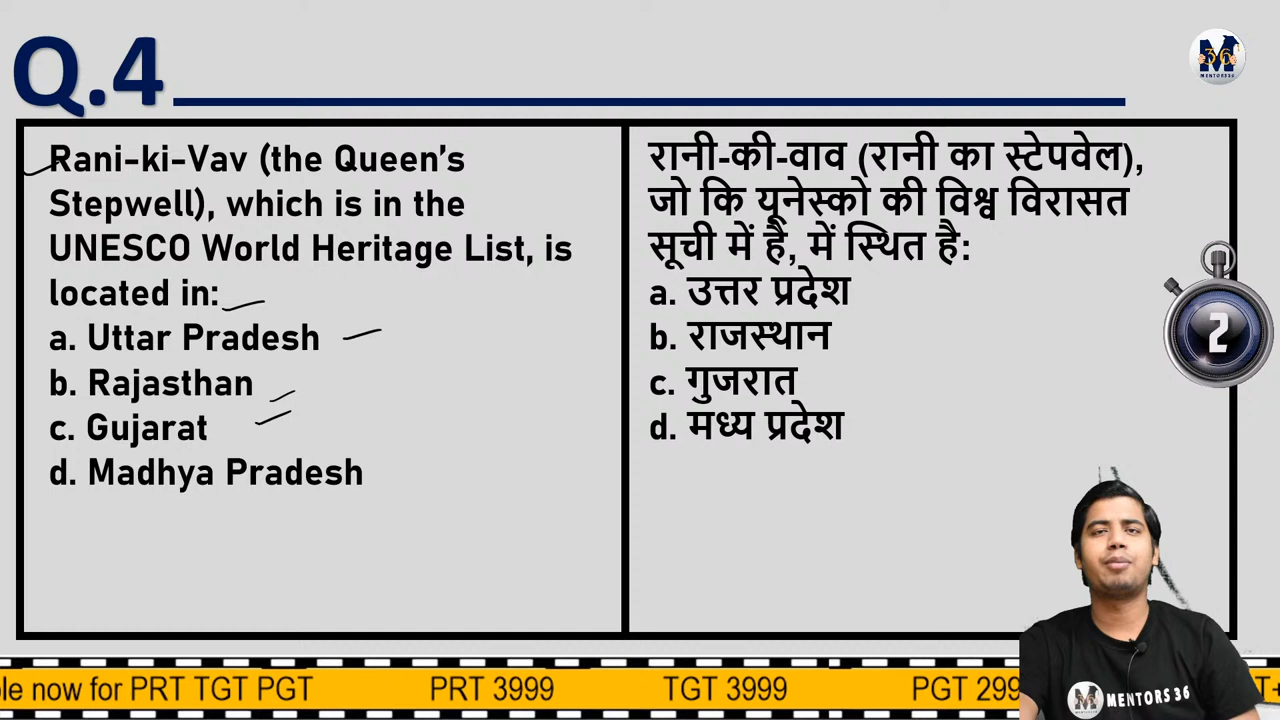 Q.4
36
MENTORS36
Rani-ki-Vav (the Queen's
Stepwell), which is in the
UNESCO World Heritage List, is
located in:
a. Uttar Pradesh
b. Rajasthan
c. Gujarat
d. Madhya Pradesh
रानी-की-वाव (रानी का स्टेपवेल),
जो कि यूनेस्को की विश्व विरासत
सूची में है, में स्थित है:
a. उत्तर प्रदेश
b. राजस्थान
c. गुजरात
d. मध्य प्रदेश
2
MENTORS 36
le now for PRT TGT PGT PRT 3999 TGT 3999 PGT 299